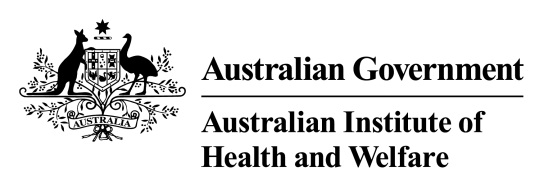 Australian Government
Australian Institute of
Health and Welfare
AUSTRALIA